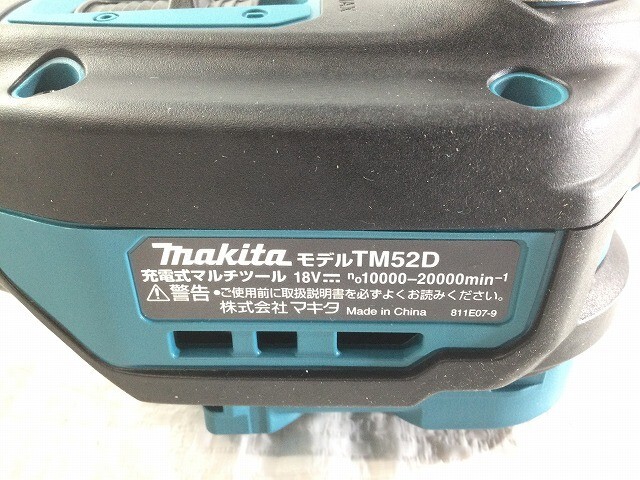 MAX
makita モデルTM52D
充電式マルチツール 18V⎓ n₀10000–20000min⁻¹
⚠警告 •ご使用前に取扱説明書を必ずよくお読みください。
株式会社マキタ Made in China 811E07-9